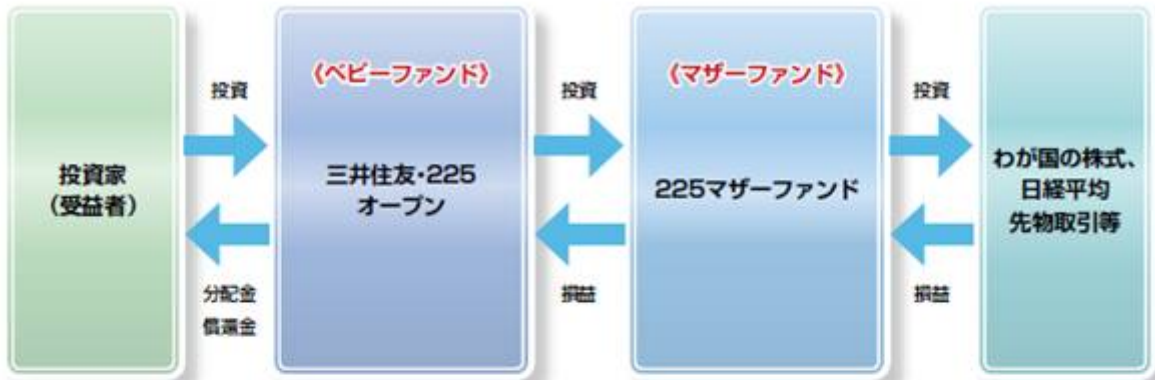 投資家
(受益者)
投資
分配金
償還金
《ベビーファンド》
三井住友・225
オープン
投資
損益
《マザーファンド》
225マザーファンド
投資
損益
わが国の株式、
日経平均
先物取引等